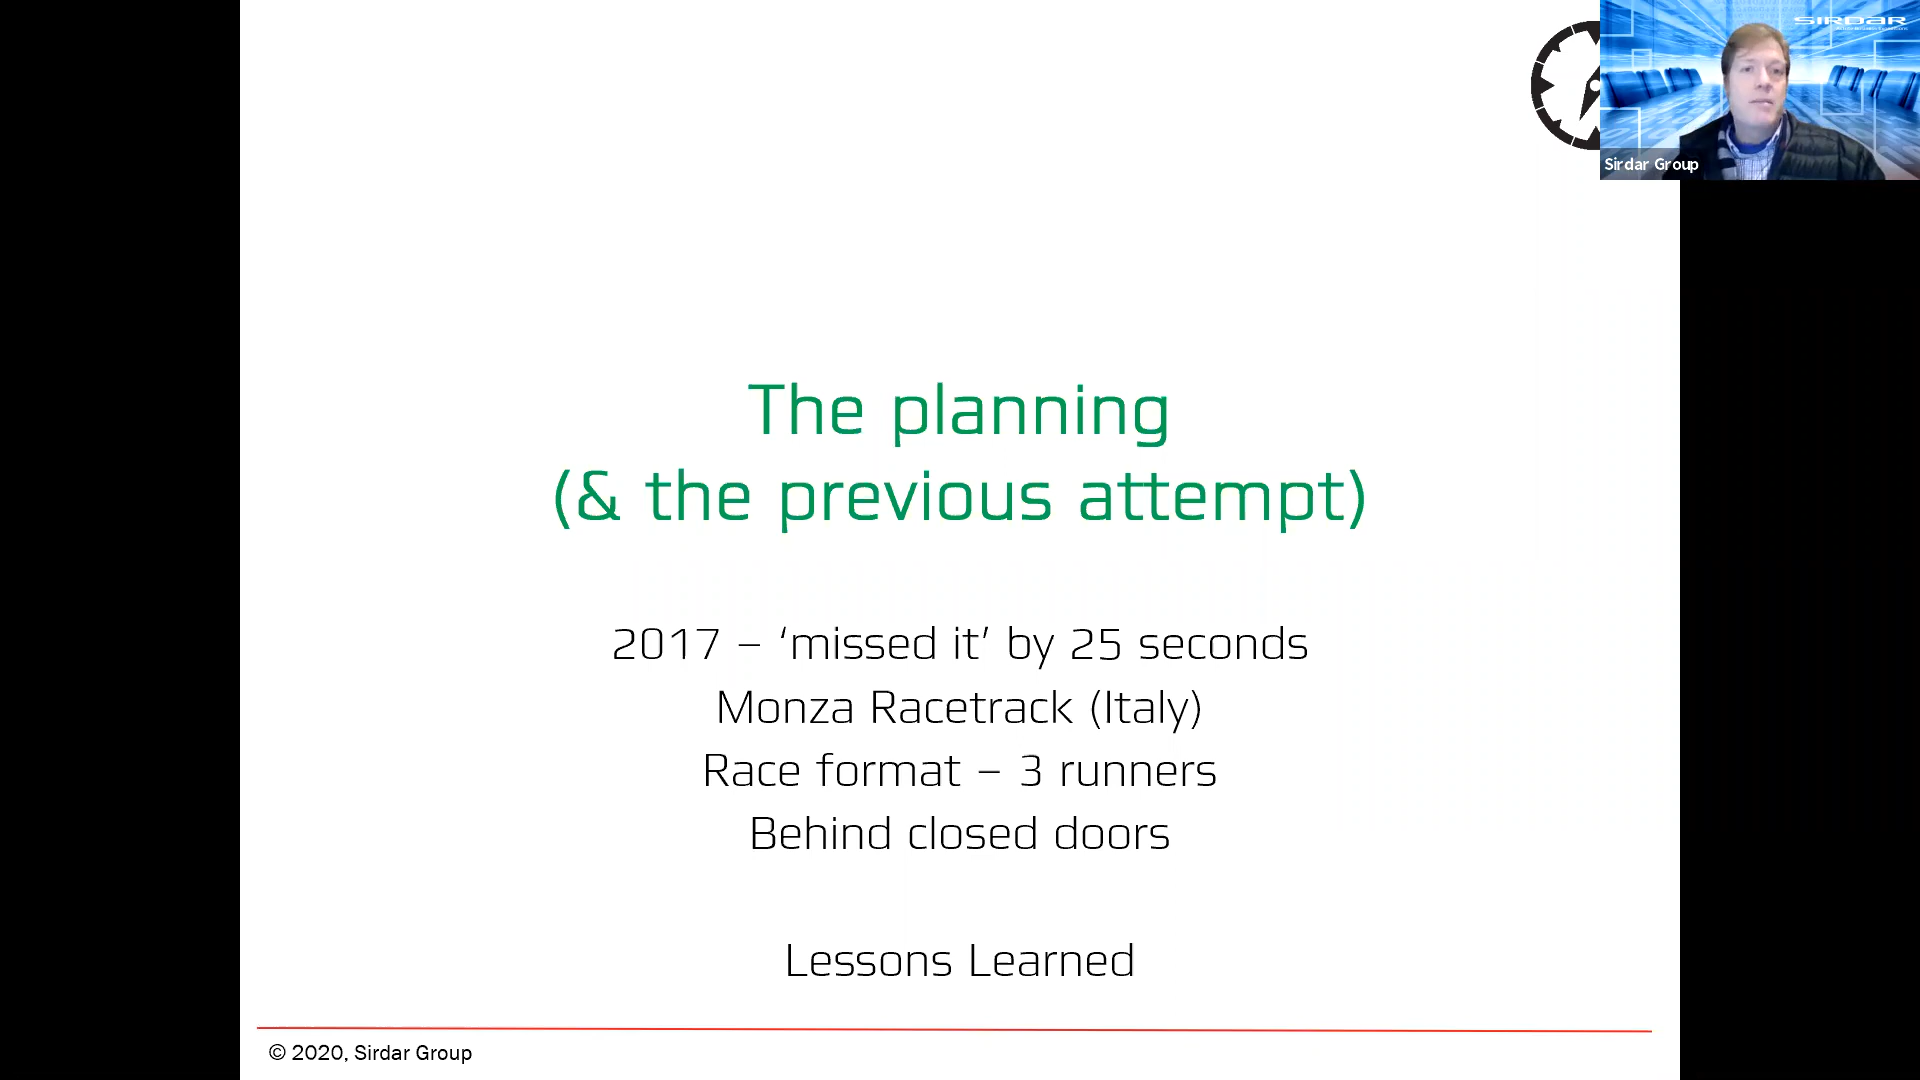 SIRDAR
Sirdar Group
The planning
(& the previous attempt)
2017 – ‘missed it’ by 25 seconds
Monza Racetrack (Italy)
Race format – 3 runners
Behind closed doors
Lessons Learned
© 2020, Sirdar Group